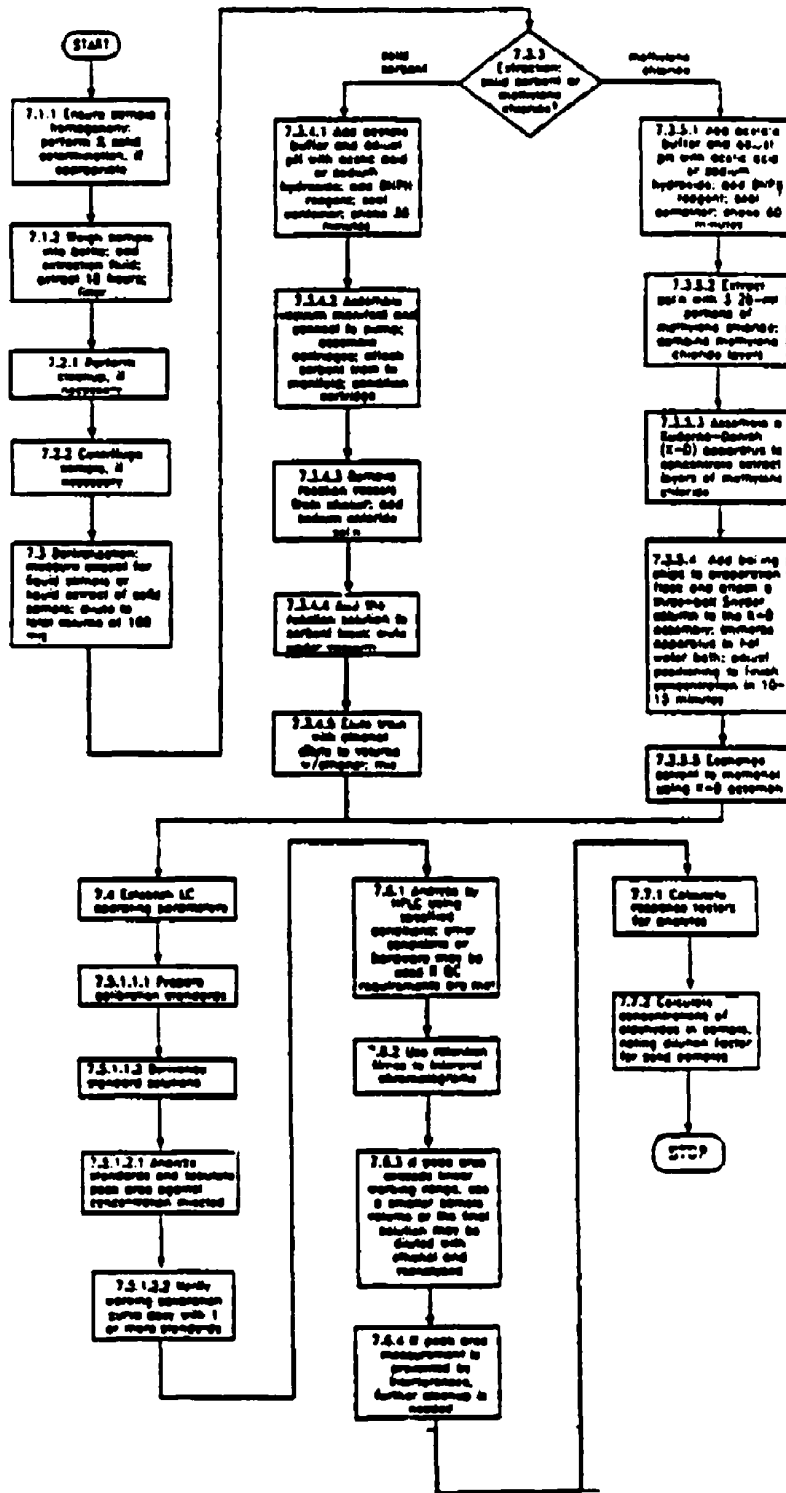 START
7.1.1 Ensure sample
homogeneity;
perform % solid
determination, if
appropriate
7.1.2 Weigh sample
into bottle; add
extraction fluid;
extract 18 hours;
filter
7.2.1 Perform
cleanup, if
necessary
7.2.2 Centrifuge
sample, if
necessary
7.3 Derivatization:
measure aliquot for
liquid sample or
liquid extract of solid
sample; dilute to
total volume of 100
7.3.3
Extraction:
solid sorbent or
methylene
chloride?
solid
sorbent
methylene
chloride
7.3.4.1 Add acetate
buffer and adjust
pH with acetic acid
or sodium
hydroxide; add DNPH
reagent; seal
container; shake 30
minutes
7.3.4.2 Assemble
vacuum manifold and
connect to pump;
assemble
cartridges; attach
sorbent train to
manifold; condition
cartridge
7.3.4.3 Remove
reaction vessels
from shaker; add
sodium chloride
sol'n
7.3.4.4 Add the
reaction solution to
sorbent train; elute
under vacuum
7.3.4.5 Elute train
with ethanol
dilute to volume
w/ethanol; mix
7.3.5.1 Add acetate
buffer and adjust
pH with acetic acid
or sodium
hydroxide; add
reagent; seal
container; shake 60
minutes
7.3.5.2 Extract
sol'n with 3 20-ml
portions of
methylene chloride;
combine methylene
chloride layers
7.3.5.3 Assemble a
Kuderna-Danish
(K-D) apparatus to
concentrate extract
layers of methylene
chloride
7.3.5.4 Add boiling
chips to evaporation
flask and attach a
three-ball Snyder
column to the K-D
assembly; immerse
apparatus in hot
water bath; adjust
positioning to finish
concentration in 10-
15 minutes
7.3.5.5 Exchange
solvent to methanol
using K-D
7.4 Establish LC
operating parameters
7.5.1.1.1 Prepare
calibration standards
standard solutions
7.5.1.2.1 Analyze
standards and tabulate
peak area against
concentration injected
7.5.1.2.2 Verify
working calibration
curve daily with 1
or more standards
7.6.1 Analyze by
HPLC using
specified
conditions; other
conditions or
hardware may be
used if QC
requirements are met
7.6.2 Use retention
times to interpret
chromatograms
7.6.3 If peak area
exceeds linear
working range, use
a smaller sample
volume or the final
solution may be
diluted with
ethanol and
reanalyzed
7.6.4 If peak area
measurement is
prevented by
interferences,
further cleanup is
needed
7.7.1 Calculate
response factors
for analytes
7.7.2 Calculate
concentrations of
aldehydes in sample,
noting dilution factor
for solid samples
STOP